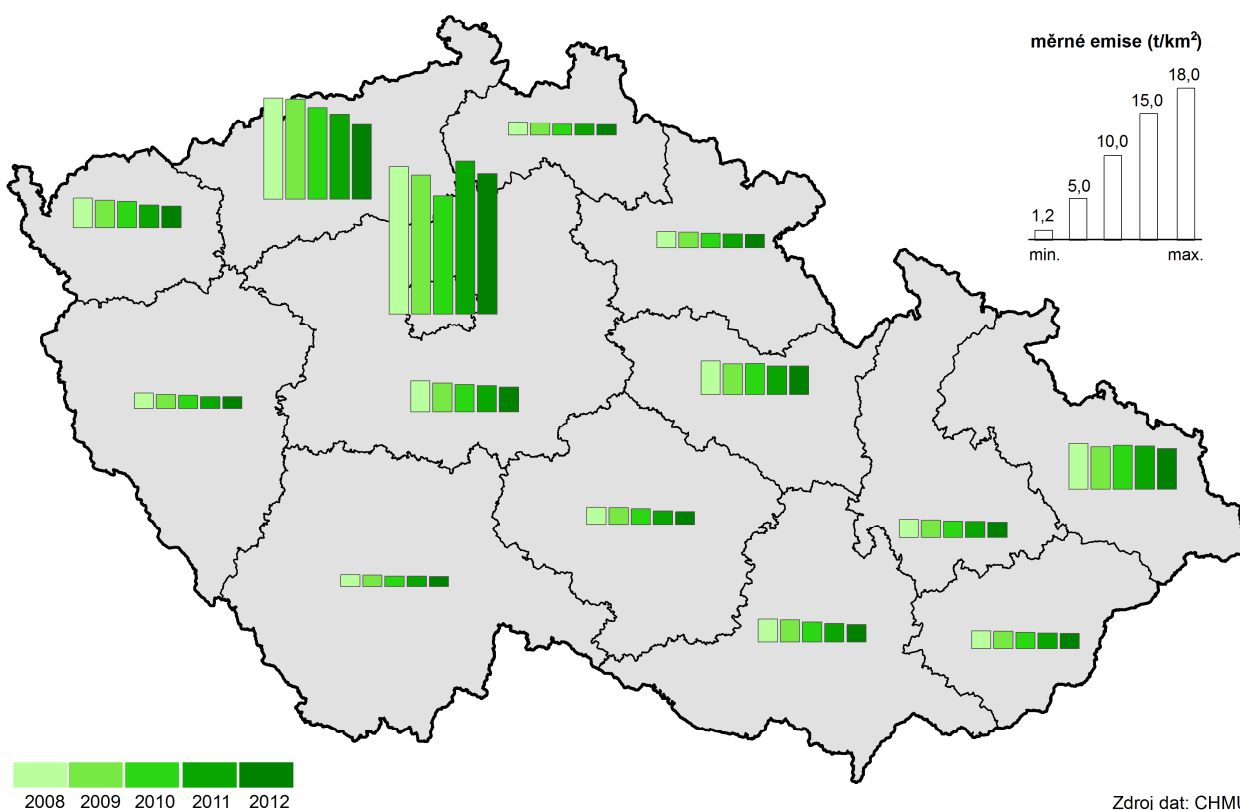 měrné emise (t/km²)
18,0
15,0
10,0
5,0
1,2
min. max.
2008 2009 2010 2011 2012
Zdroj dat: CHMÚ